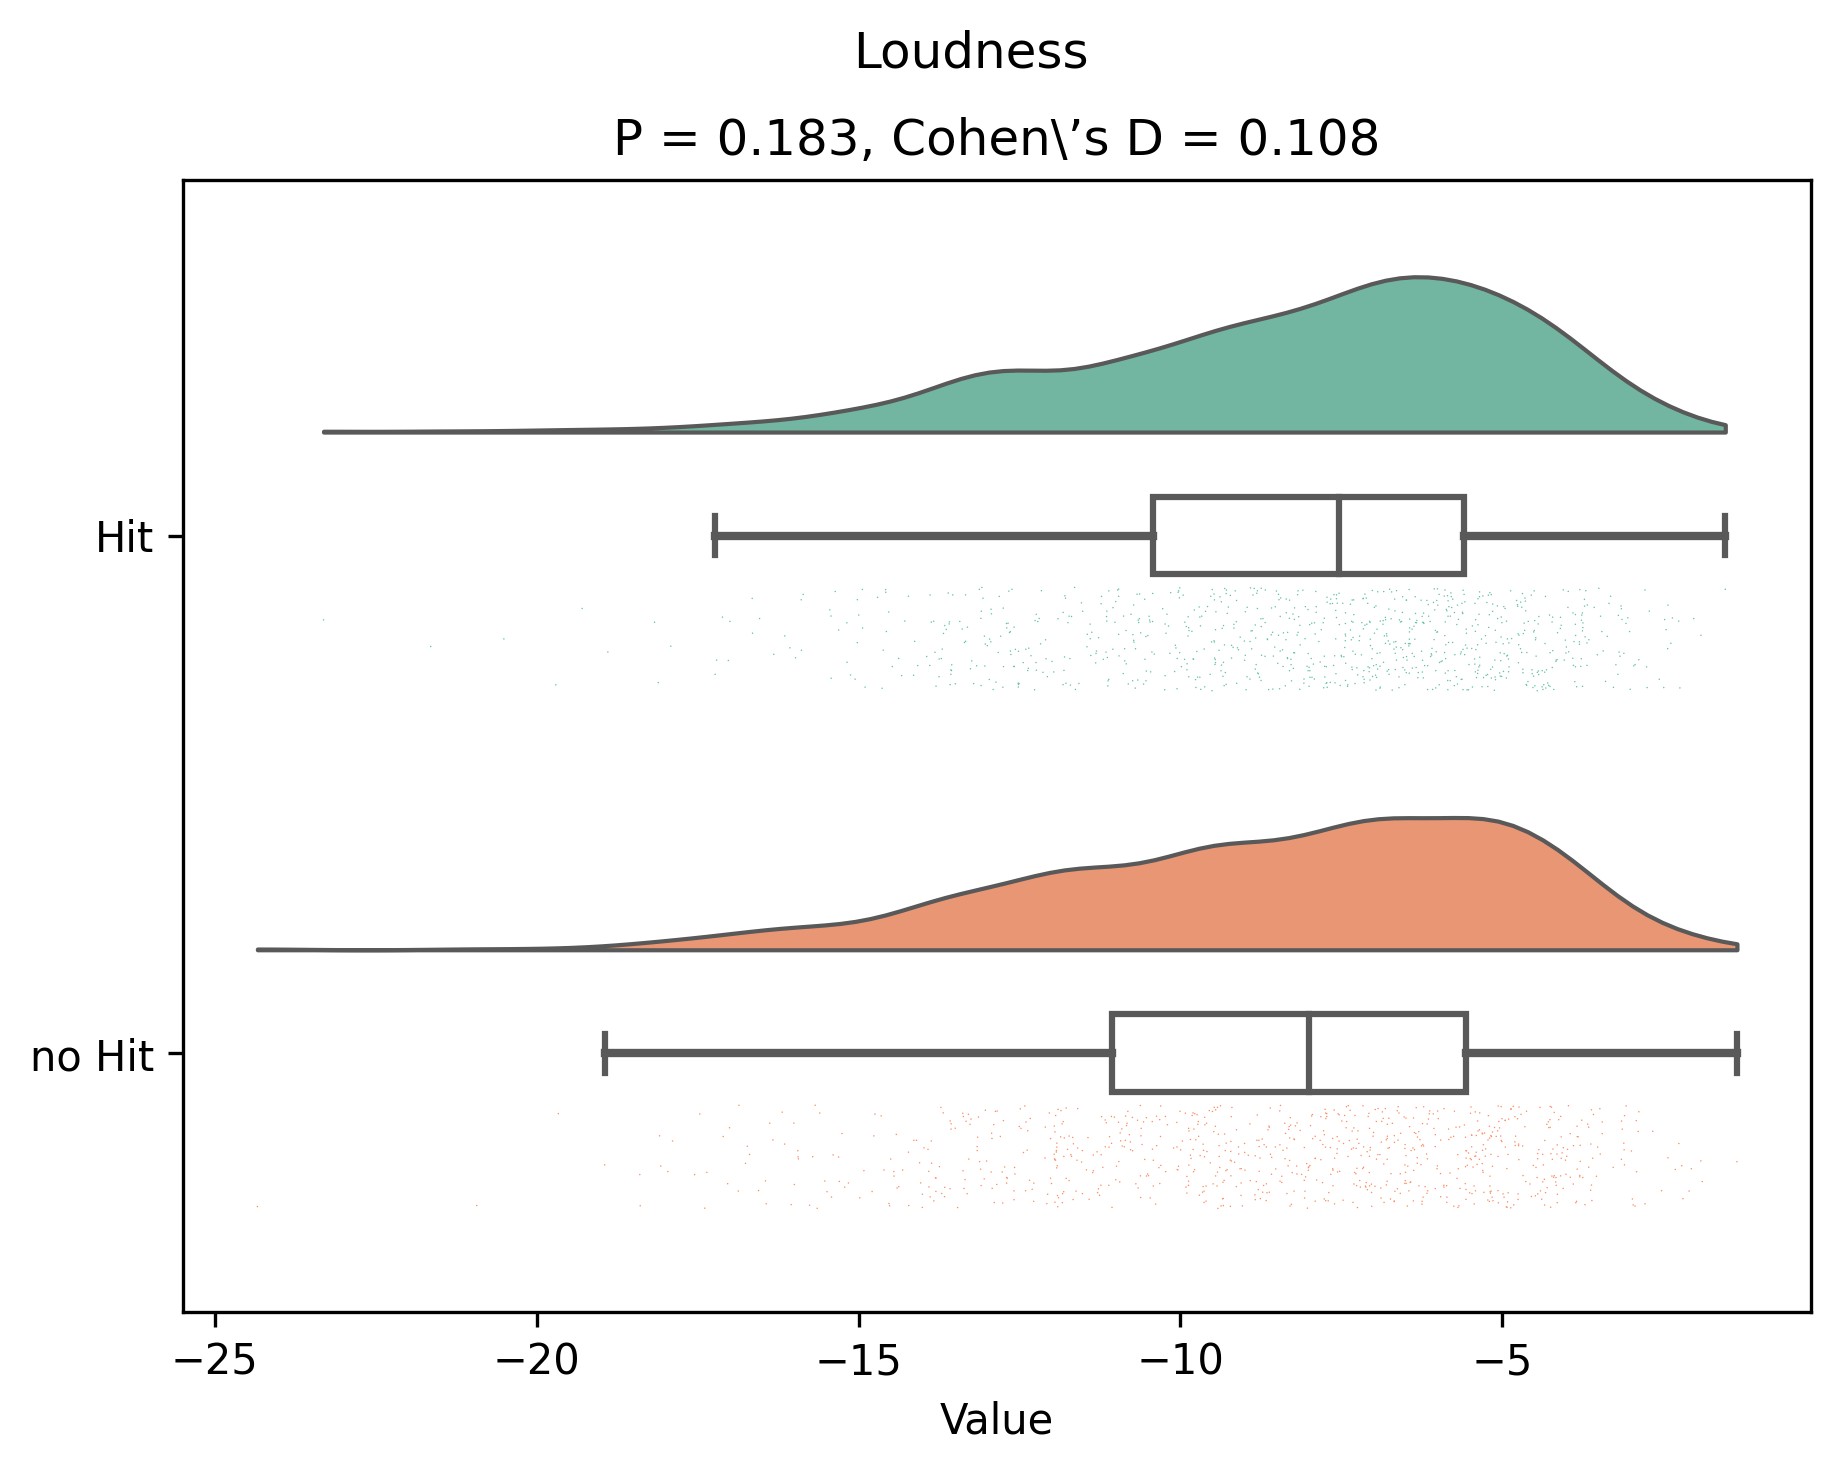 Loudness
P = 0.183, Cohen\’s D = 0.108
Hit
no Hit
−25
−20
−15
−10
−5
Value